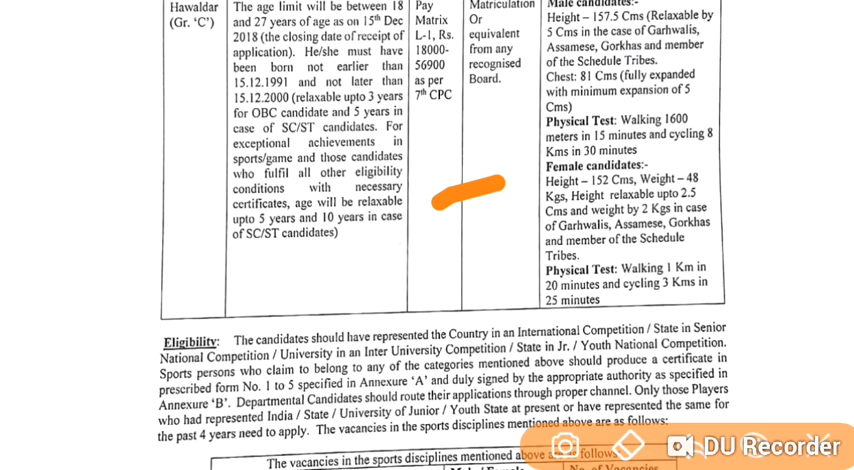 Hawaldar
(Gr. 'C')
The age limit will be between 18
and 27 years of age as on 15th Dec
2018 (the closing date of receipt of
application). He/she must have
been born not earlier than
15.12.1991 and not later than
15.12.2000 (relaxable upto 3 years
for OBC candidate and 5 years in
case of SC/ST candidates. For
exceptional achievements in
sports/game and those candidates
who fulfil all other eligibility
conditions with necessary
certificates, age will be relaxable
upto 5 years and 10 years in case
of SC/ST candidates)
Pay
Matrix
L-1, Rs.
18000-
56900
as per
7th CPC
Matriculation
Or
equivalent
from any
recognised
Board.
Male candidates:-
Height – 157.5 Cms (Relaxable by
5 Cms in the case of Garhwalis,
Assamese, Gorkhas and member
of the Schedule Tribes.
Chest: 81 Cms (fully expanded
with minimum expansion of 5
Cms)
Physical Test: Walking 1600
meters in 15 minutes and cycling 8
Kms in 30 minutes
Female candidates:-
Height – 152 Cms, Weight – 48
Kgs, Height relaxable upto 2.5
Cms and weight by 2 Kgs in case
of Garhwalis, Assamese, Gorkhas
and member of the Schedule
Tribes.
Physical Test: Walking 1 Km in
20 minutes and cycling 3 Kms in
25 minutes
Eligibility: The candidates should have represented the Country in an International Competition / State in Senior
National Competition / University in an Inter University Competition / State in Jr. / Youth National Competition.
Sports persons who claim to belong to any of the categories mentioned above should produce a certificate in
prescribed form No. 1 to 5 specified in Annexure 'A' and duly signed by the appropriate authority as specified in
Annexure 'B'. Departmental Candidates should route their applications through proper channel. Only those Players
who had represented India / State / University of Junior / Youth State at present or have represented the same for
the past 4 years need to apply. The vacancies in the sports disciplines mentioned above are as follows:
The vacancies in the sports disciplines mentioned above are as follows
No. of Vacancies
DU Recorder